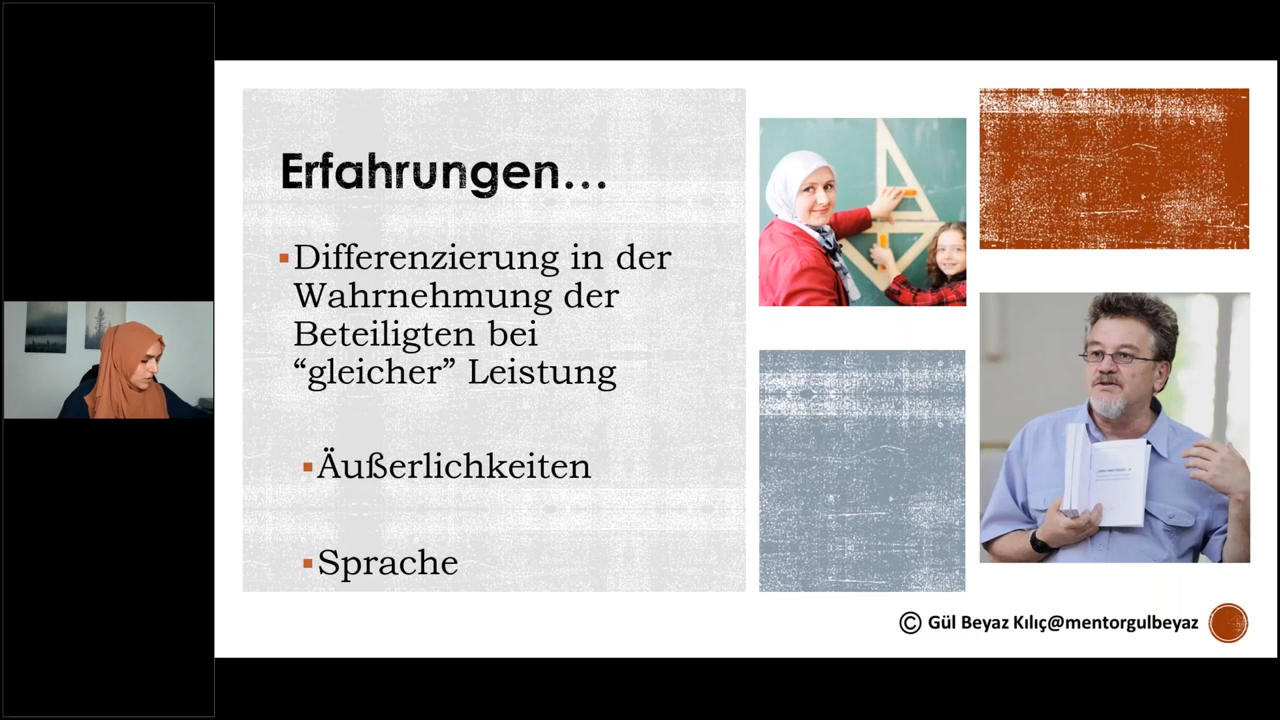 Erfahrungen...
▪Differenzierung in der
Wahrnehmung der
Beteiligten bei
“gleicher” Leistung
▪Äußerlichkeiten
▪Sprache
© Gül Beyaz Kılıç@mentorgulbeyaz